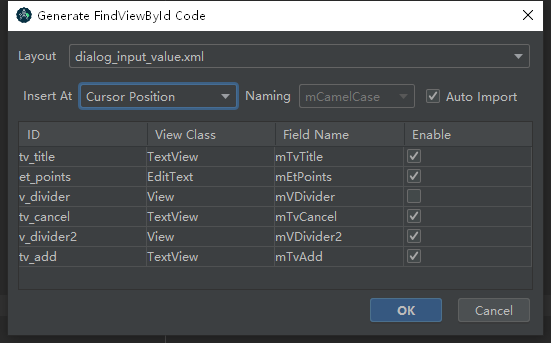 Generate FindViewById Code
Layout dialog_input_value.xml
Insert At Cursor Position Naming mCamelCase Auto Import
ID View Class Field Name Enable
tv_title TextView mTvTitle
et_points EditText mEtPoints
v_divider View mVDivider
tv_cancel TextView mTvCancel
v_divider2 View mVDivider2
tv_add TextView mTvAdd
OK Cancel